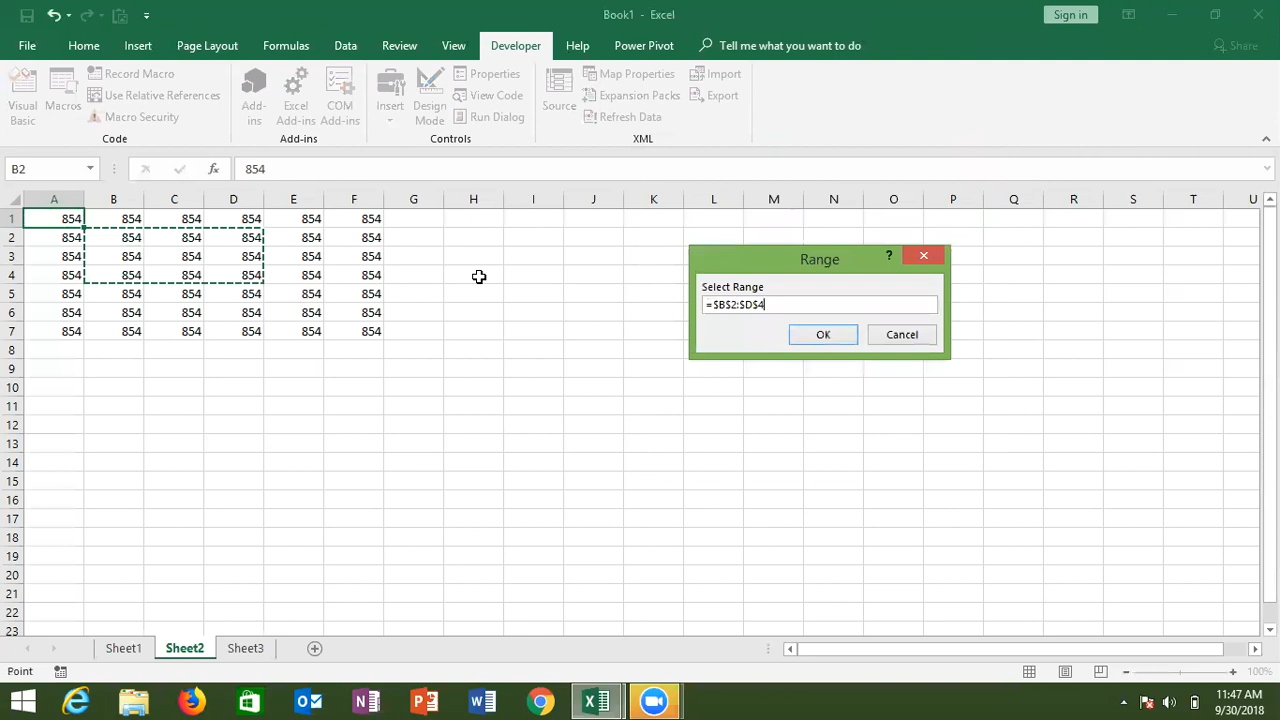 Book1 - Excel
Sign in
File Home Insert Page Layout Formulas Data Review View Developer Help Power Pivot Tell me what you want to do Share
Visual Basic
Macros
Record Macro
Use Relative References
Macro Security
Code
Add-ins
Excel Add-ins
COM Add-ins
Add-ins
Insert
Design Mode
Properties
View Code
Run Dialog
Controls
Source
Map Properties
Expansion Packs
Refresh Data
Import
Export
XML
B2 fx 854
A B C D E F G H I J K L M N O P Q R S T U
1 854 854 854 854 854 854
2 854 854 854 854 854 854
3 854 854 854 854 854 854
4 854 854 854 854 854 854
5 854 854 854 854 854 854
6 854 854 854 854 854 854
7 854 854 854 854 854 854
8
9
10
11
12
13
14
15
16
17
18
19
20
21
22
23
Range ?
Select Range
=$B$2:$D$4
OK Cancel
Sheet1 Sheet2 Sheet3
Point 100%
11:47 AM
9/30/2018